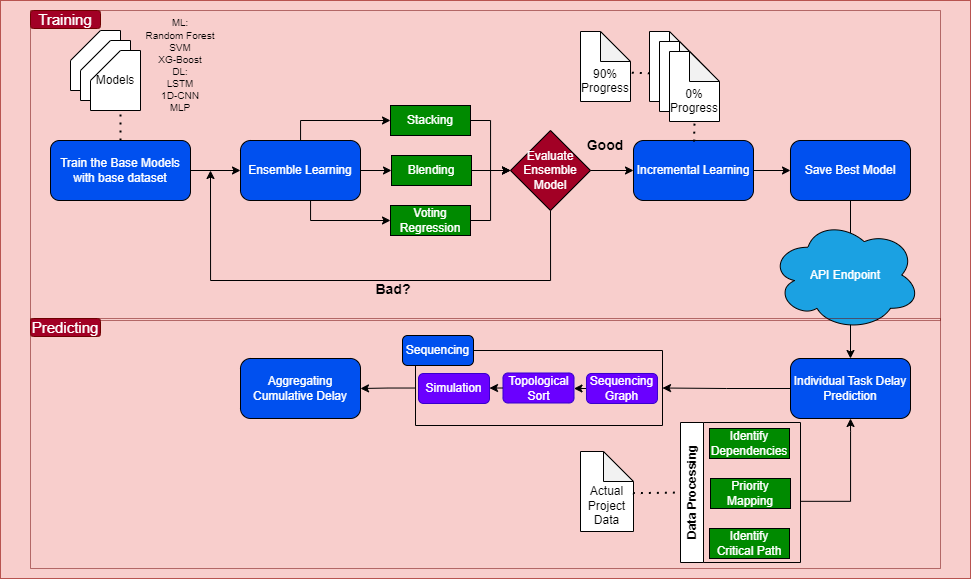 Training
ML:
Random Forest
SVM
XG-Boost
DL:
LSTM
1D-CNN
MLP
Models
90%
Progress
0%
Progress
Train the Base Models
with base dataset
Ensemble Learning
Stacking
Blending
Voting
Regression
Evaluate
Ensemble
Model
Good
Bad?
Incremental Learning
Save Best Model
API Endpoint
Predicting
Individual Task Delay
Prediction
Sequencing
Sequencing
Graph
Topological
Sort
Simulation
Aggregating
Cumulative Delay
Actual
Project
Data
Data Processing
Identify
Dependencies
Priority
Mapping
Identify
Critical Path